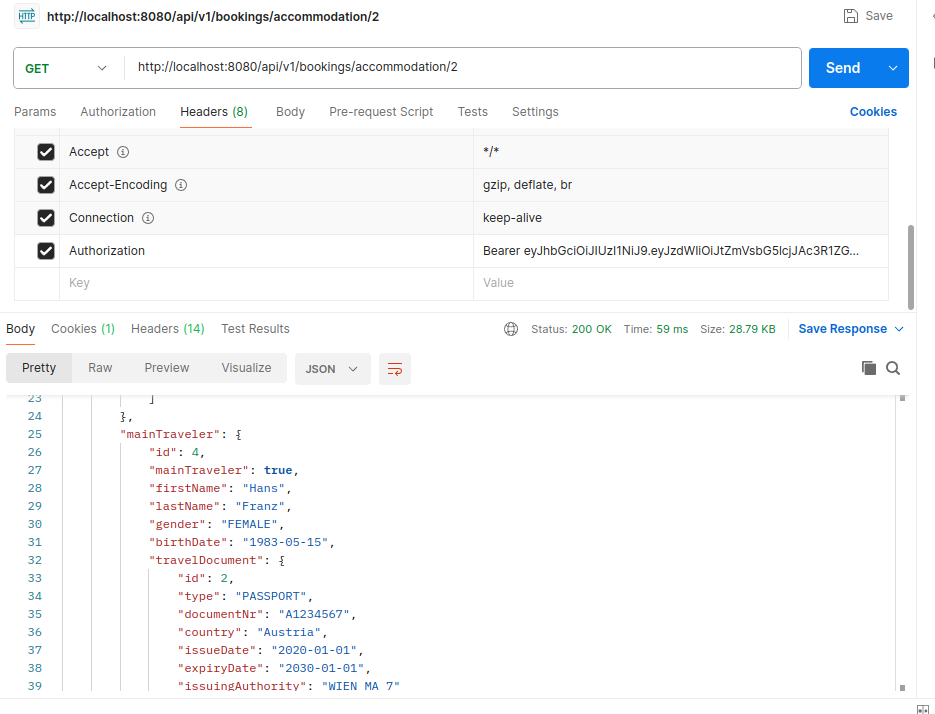 HTTP http://localhost:8080/api/v1/bookings/accommodation/2 Save
GET http://localhost:8080/api/v1/bookings/accommodation/2 Send
Params Authorization Headers (8) Body Pre-request Script Tests Settings Cookies
Accept */*
Accept-Encoding gzip, deflate, br
Connection keep-alive
Authorization Bearer eyJhbGciOiJIUzI1NiJ9.eyJzdWIiOiJtZmVsbG5lcjJAc3R1ZG...
Key Value
Body Cookies (1) Headers (14) Test Results Status: 200 OK Time: 59 ms Size: 28.79 KB Save Response
Pretty Raw Preview Visualize JSON
23 ]
24 },
25 "mainTraveler": {
26 "id": 4,
27 "mainTraveler": true,
28 "firstName": "Hans",
29 "lastName": "Franz",
30 "gender": "FEMALE",
31 "birthDate": "1983-05-15",
32 "travelDocument": {
33 "id": 2,
34 "type": "PASSPORT",
35 "documentNr": "A1234567",
36 "country": "Austria",
37 "issueDate": "2020-01-01",
38 "expiryDate": "2030-01-01",
39 "issuingAuthority": "WIEN MA 7"